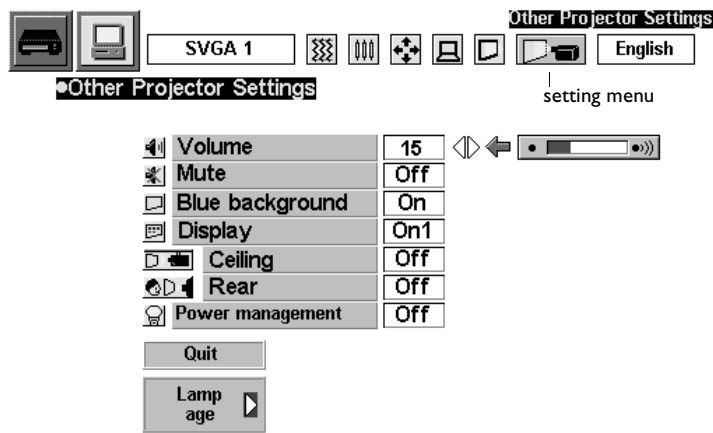 Other Projector Settings
SVGA 1
English
●Other Projector Settings
setting menu
Volume 15
Mute Off
Blue background On
Display On1
Ceiling Off
Rear Off
Power management Off
Quit
Lamp
age